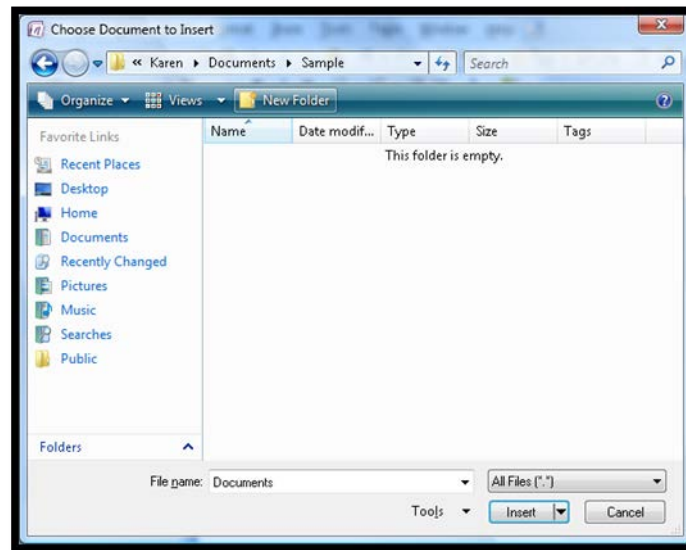 Choose Document to Insert
« Karen Documents Sample Search
Organize Views New Folder
Favorite Links
Name Date modif... Type Size Tags
This folder is empty.
Recent Places
Desktop
Home
Documents
Recently Changed
Pictures
Music
Searches
Public
Folders
File name: Documents All Files (*.*)
Tools Insert Cancel